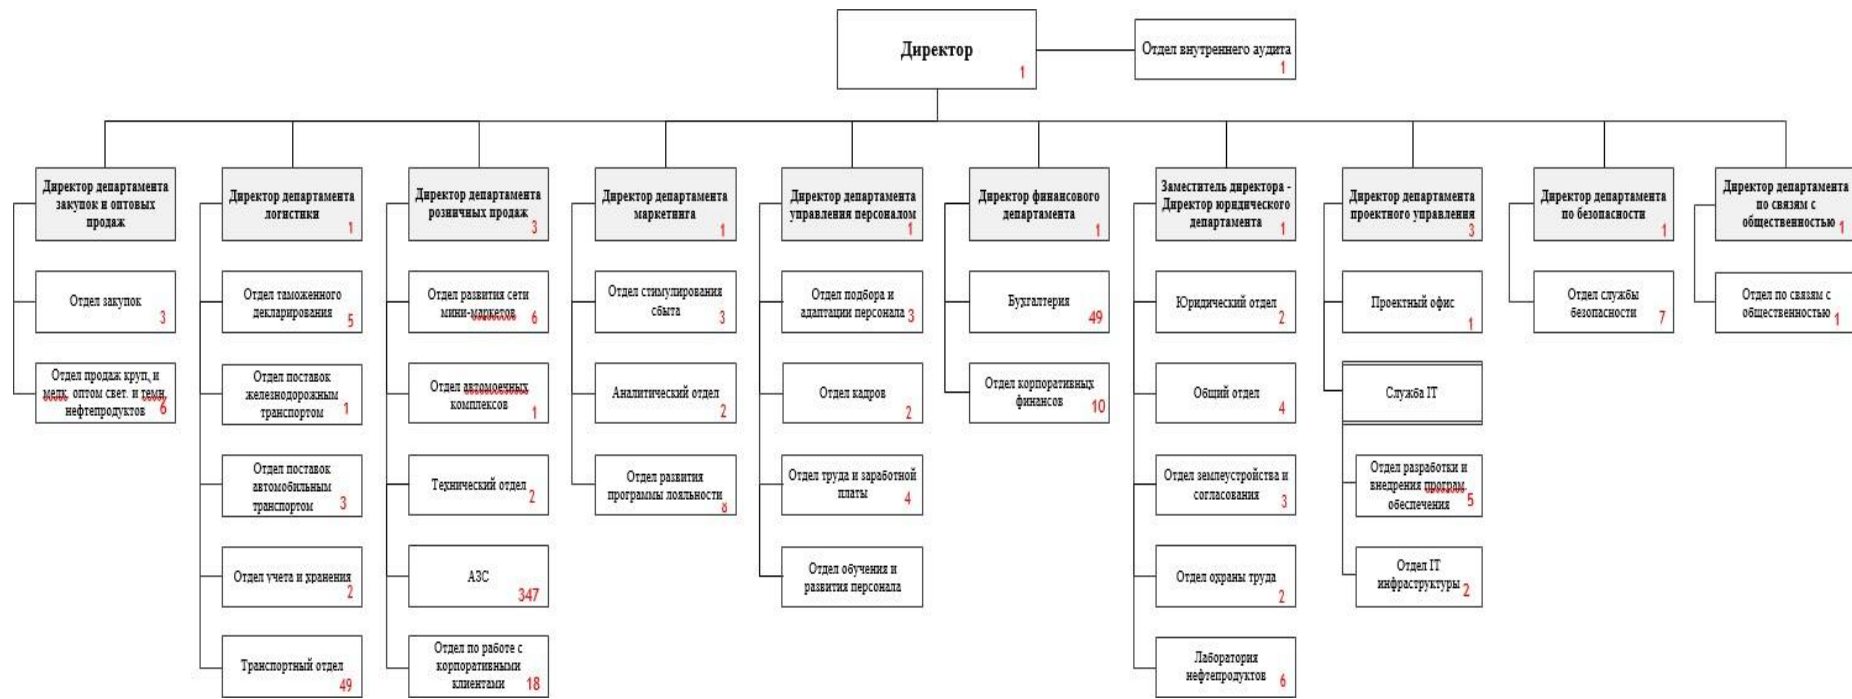 Директор
1
Отдел внутреннего аудита
1
Директор департамента
закупок и оптовых
продаж
Отдел закупок
3
Отдел продаж круп, и
мелк, оптом свет. и темн,
нефтепродуктов 6
Директор департамента
логистики
1
Отдел таможенного
декларирования 5
Отдел поставок
железнодорожным
транспортом 1
Отдел поставок
автомобильным
транспортом 3
Отдел учета и хранения
2
Транспортный отдел
49
Директор департамента
розничных продаж
3
Отдел развития сети
мини-маркетов 6
Отдел автомоечных
комплексов 1
Технический отдел
2
АЗС
347
Отдел по работе с
корпоративными
клиентами 18
Директор департамента
маркетинга
1
Отдел стимулирования
сбыта 3
Аналитический отдел
2
Отдел развития
программы лояльности
8
Директор департамента
управления персоналом
1
Отдел подбора и
адаптации персонала 3
Отдел кадров
2
Отдел труда и заработной
платы 4
Отдел обучения и
развития персонала
Директор финансового
департамента
1
Бухгалтерия
49
Отдел корпоративных
финансов 10
Заместитель директора -
Директор юридического
департамента 1
Юридический отдел
2
Общий отдел
4
Отдел землеустройства и
согласования 3
Отдел охраны труда
2
Лаборатория
нефтепродуктов 6
Директор департамента
проектного управления
3
Проектный офис
1
Служба IT
Отдел разработки и
внедрения програм
обеспечения 5
Отдел IT
инфраструктуры 2
Директор департамента
по безопасности
1
Отдел службы
безопасности 7
Директор департамента
по связям с
общественностью 1
Отдел по связям с
общественностью 1